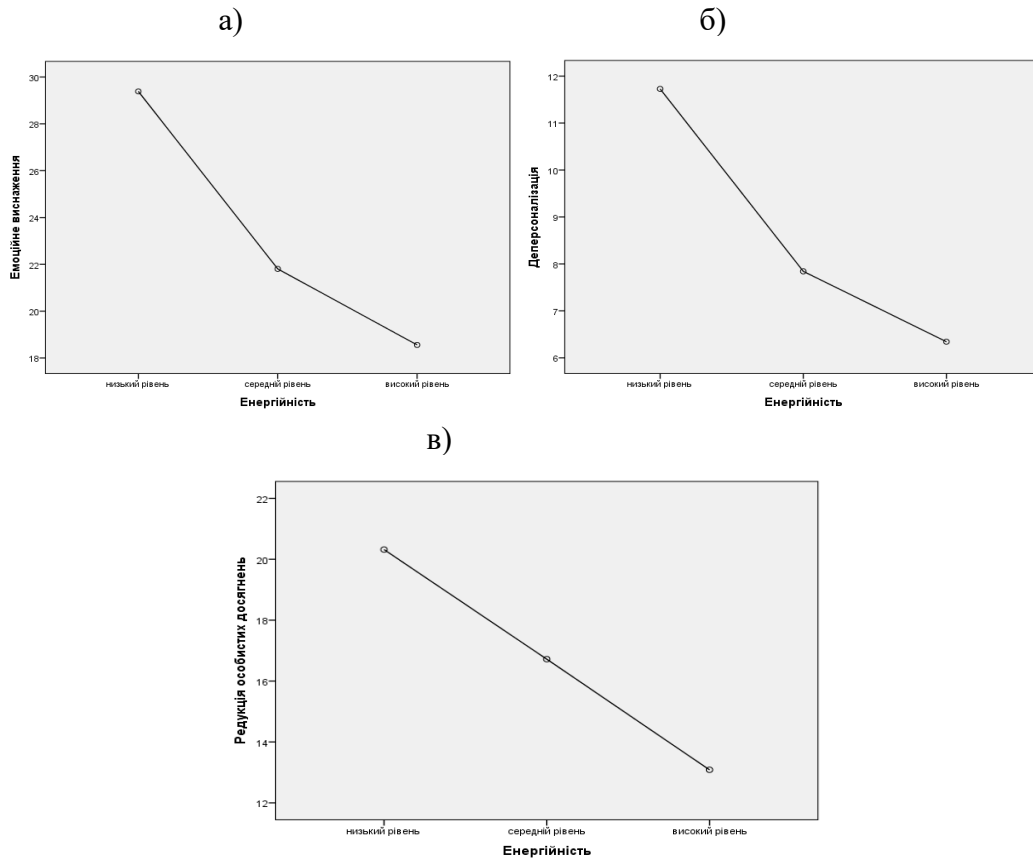 а)
б)
30
28
26
24
22
20
18
Емоційне виснаження
низький рівень
середній рівень
високий рівень
Енергійність
12
11
10
9
8
7
6
Деперсоналізація
низький рівень
середній рівень
високий рівень
Енергійність
в)
22
20
18
16
14
12
Редукція особистих досягнень
низький рівень
середній рівень
високий рівень
Енергійність